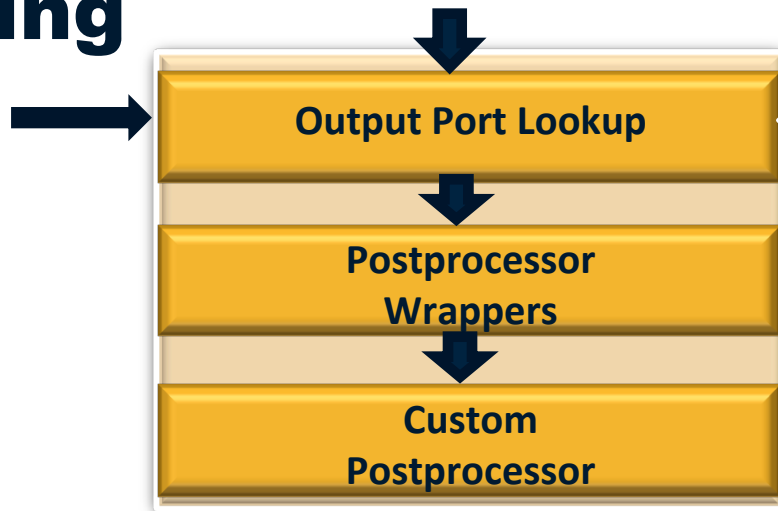 ing
Output Port Lookup
Postprocessor
Wrappers
Custom
Postprocessor